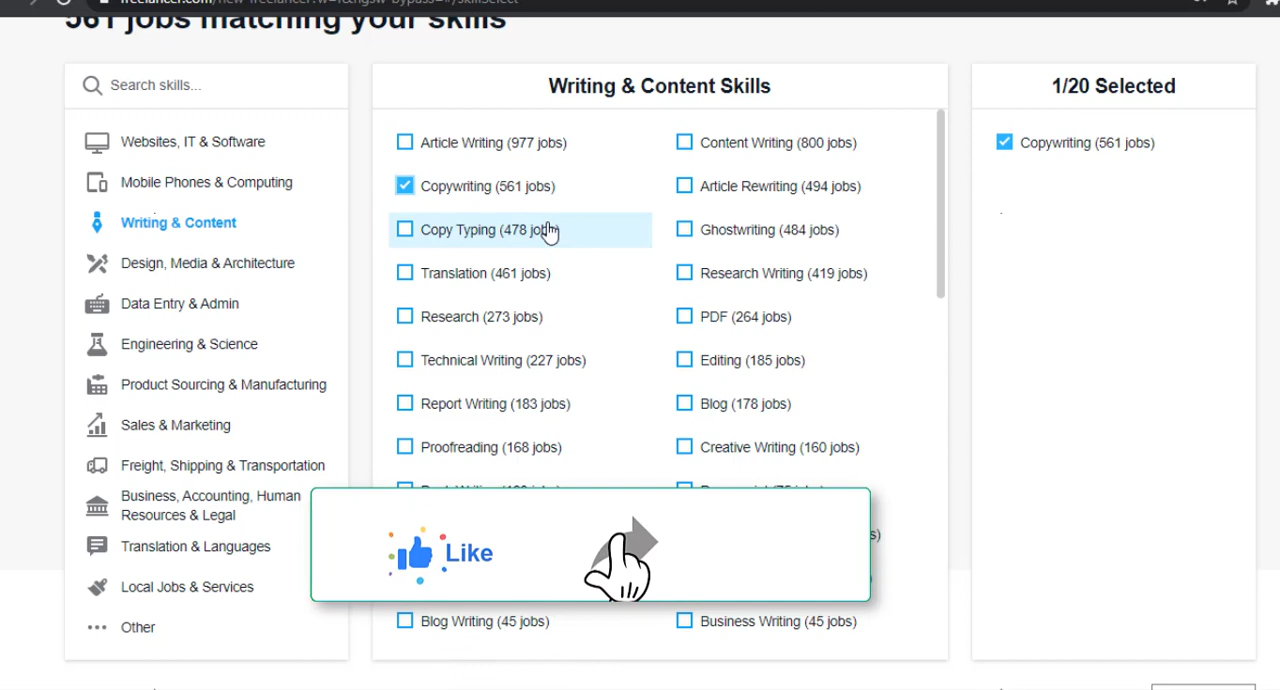 561 jobs matching your skills
Search skills...
Websites, IT & Software
Mobile Phones & Computing
Writing & Content
Design, Media & Architecture
Data Entry & Admin
Engineering & Science
Product Sourcing & Manufacturing
Sales & Marketing
Freight, Shipping & Transportation
Business, Accounting, Human
Resources & Legal
Translation & Languages
Local Jobs & Services
Other
Writing & Content Skills
Article Writing (977 jobs)
Content Writing (800 jobs)
Copywriting (561 jobs)
Article Rewriting (494 jobs)
Copy Typing (478
Ghostwriting (484 jobs)
Translation (461 jobs)
Research Writing (419 jobs)
Research (273 jobs)
PDF (264 jobs)
Technical Writing (227 jobs)
Editing (185 jobs)
Report Writing (183 jobs)
Blog (178 jobs)
Proofreading (168 jobs)
Creative Writing (160 jobs)
Blog Writing (45 jobs)
Business Writing (45 jobs)
1/20 Selected
Copywriting (561 jobs)
Like